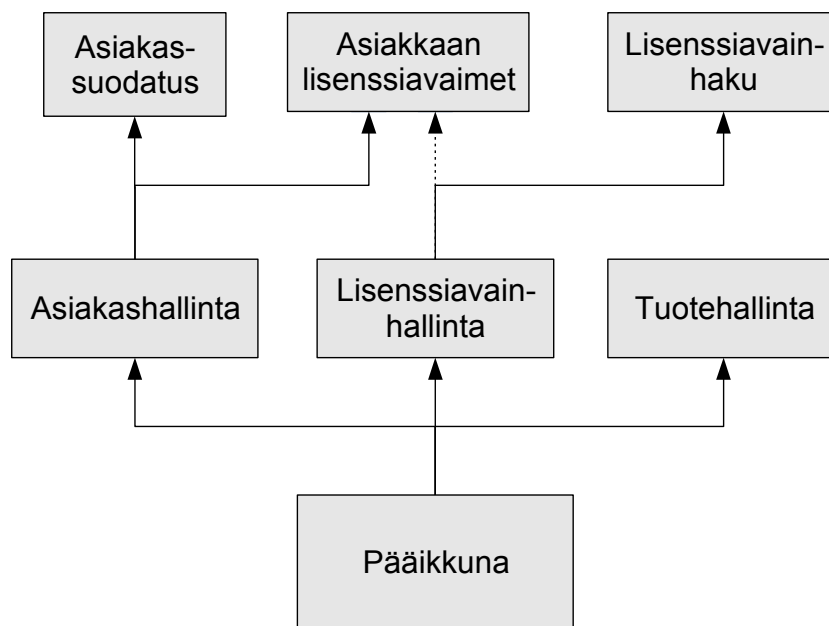 Asiakas-
suodatus
Asiakkaan
lisenssiavaimet
Lisenssiavain-
haku
Asiakashallinta
Lisenssiavain-
hallinta
Tuotehallinta
Pääikkuna